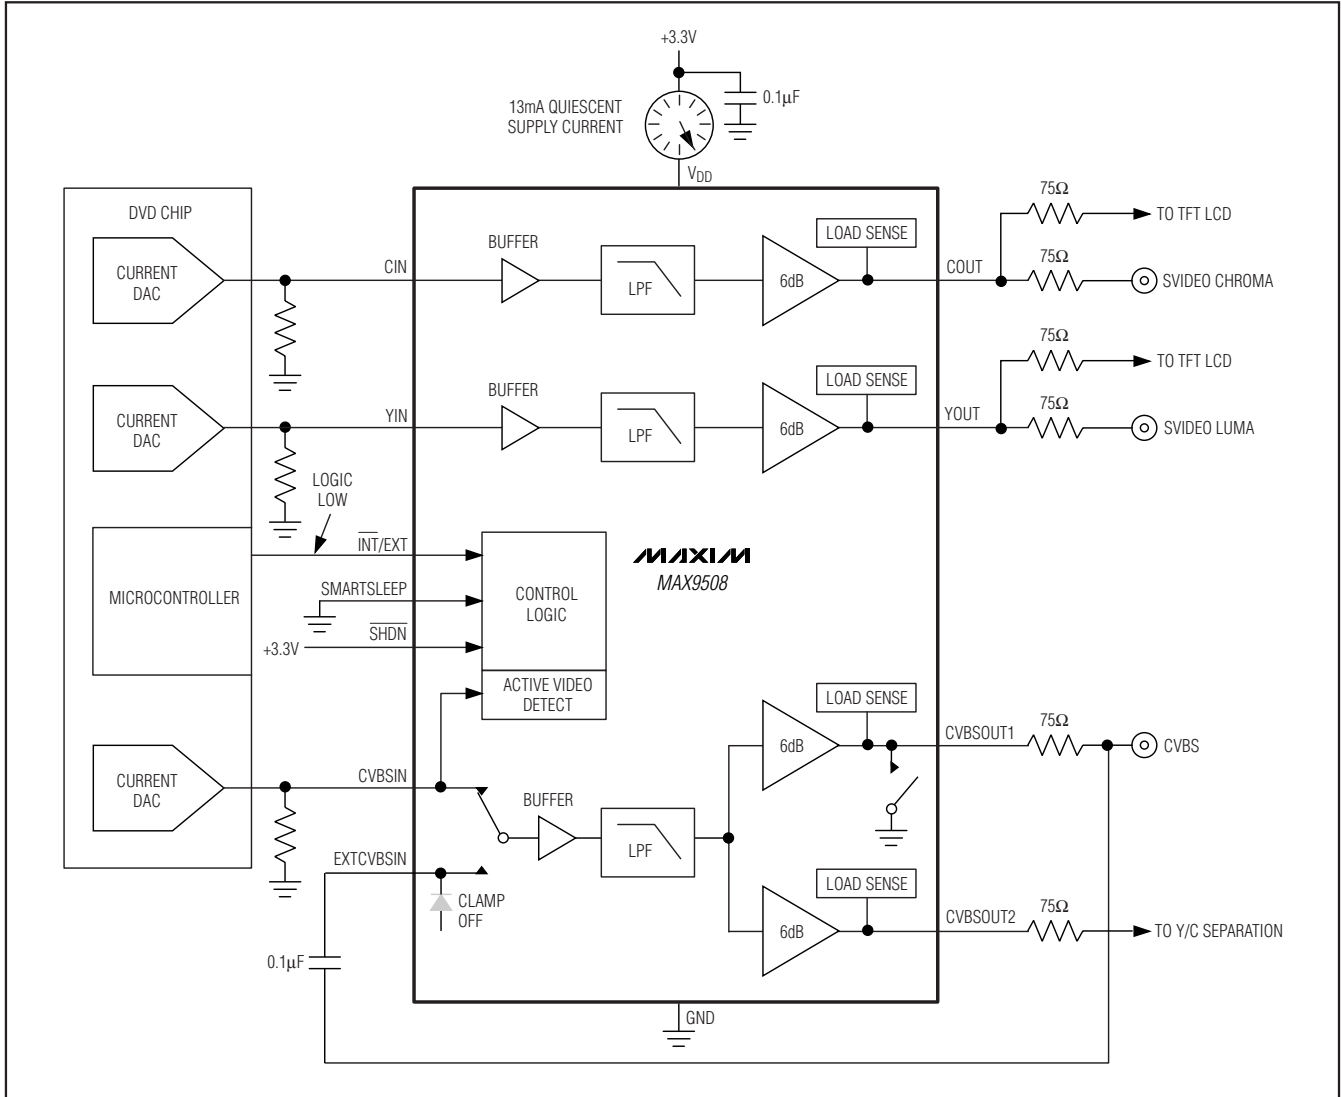 +3.3V
13mA QUIESCENT
SUPPLY CURRENT
0.1µF
VDD
DVD CHIP
CURRENT
DAC
CIN
BUFFER
LPF
6dB
LOAD SENSE
COUT
75Ω
TO TFT LCD
75Ω
SVIDEO CHROMA
CURRENT
DAC
YIN
BUFFER
LPF
6dB
LOAD SENSE
YOUT
75Ω
TO TFT LCD
75Ω
SVIDEO LUMA
LOGIC
LOW
MICROCONTROLLER
I̅N̅T̅/EXT
SMARTSLEEP
S̅H̅D̅N̅
+3.3V
CONTROL
LOGIC
ACTIVE VIDEO
DETECT
MAXIM
MAX9508
CURRENT
DAC
CVBSIN
EXTCVBSIN
CLAMP
OFF
0.1µF
BUFFER
LPF
6dB
LOAD SENSE
CVBSOUT1
75Ω
CVBS
6dB
LOAD SENSE
CVBSOUT2
75Ω
TO Y/C SEPARATION
GND